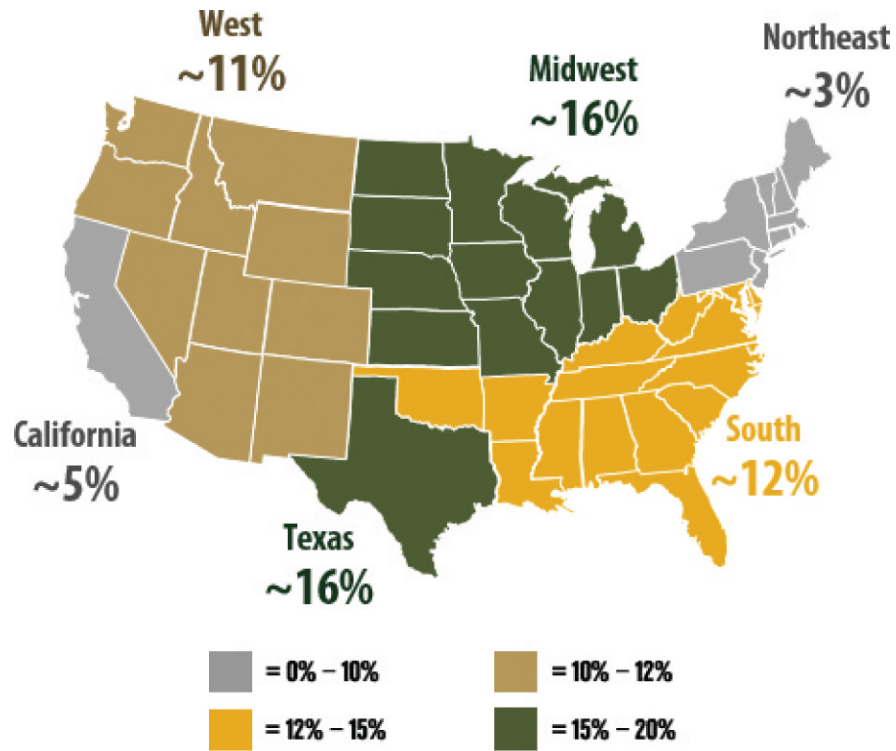 West
~11%
Midwest
~16%
Northeast
~3%
California
~5%
South
~12%
Texas
~16%
= 0% – 10%
= 10% – 12%
= 12% – 15%
= 15% – 20%